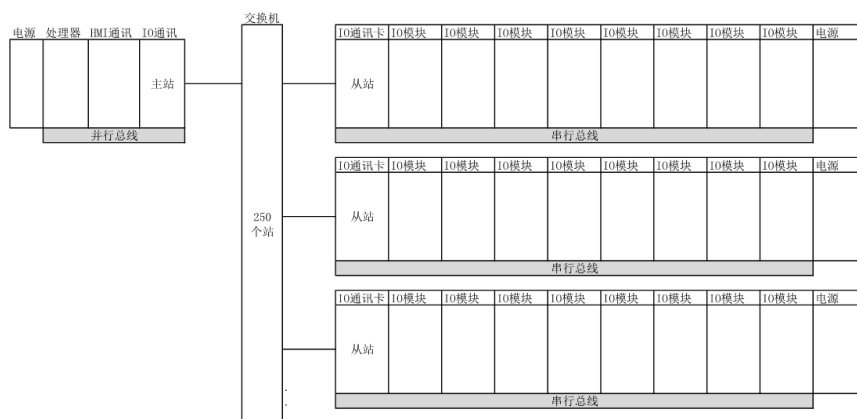 交换机
电源 处理器 HMI通讯 IO通讯
主站
并行总线
250
个站
IO通讯卡 IO模块 IO模块 IO模块 IO模块 IO模块 IO模块 IO模块 IO模块 电源
从站
串行总线
IO通讯卡 IO模块 IO模块 IO模块 IO模块 IO模块 IO模块 IO模块 IO模块 电源
从站
串行总线
IO通讯卡 IO模块 IO模块 IO模块 IO模块 IO模块 IO模块 IO模块 IO模块 电源
从站
串行总线